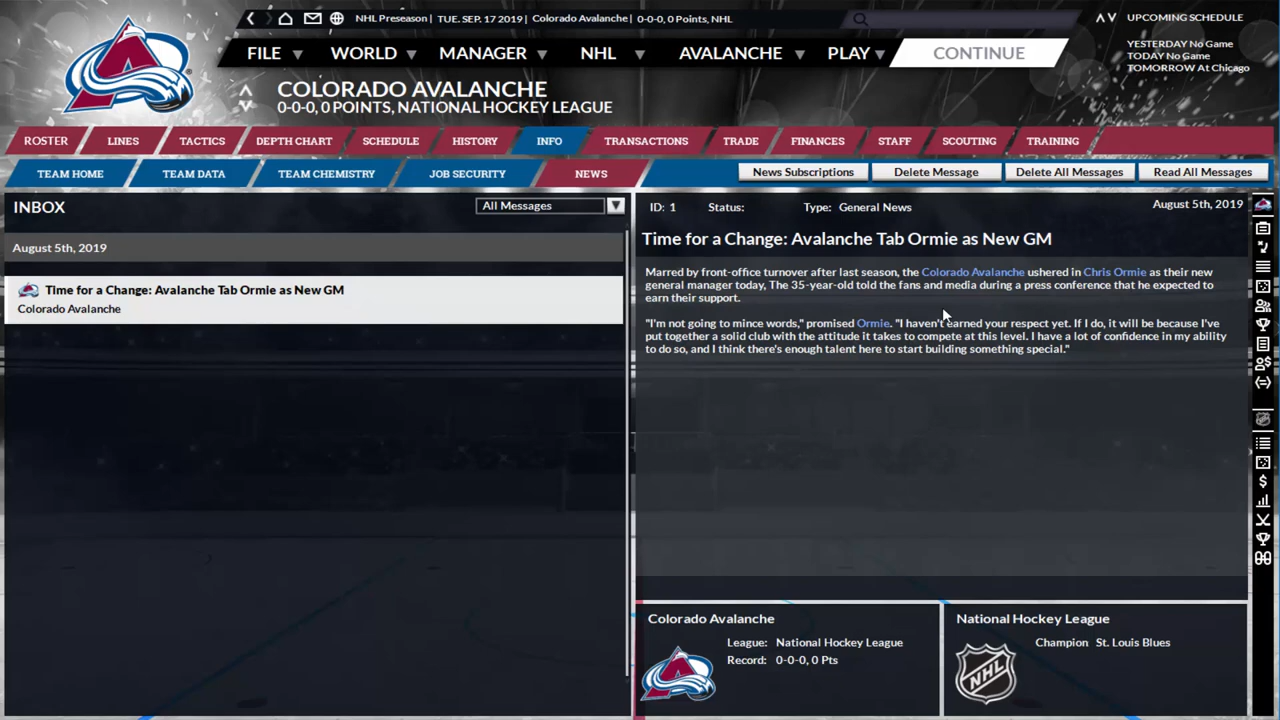 NHL Preseason | TUE. SEP. 17 2019 | Colorado Avalanche | 0-0-0, 0 Points, NHL
UPCOMING SCHEDULE
FILE WORLD MANAGER NHL AVALANCHE PLAY CONTINUE
YESTERDAY No Game
TODAY No Game
TOMORROW At Chicago
COLORADO AVALANCHE
0-0-0, 0 POINTS, NATIONAL HOCKEY LEAGUE
ROSTER LINES TACTICS DEPTH CHART SCHEDULE HISTORY INFO TRANSACTIONS TRADE FINANCES STAFF SCOUTING TRAINING
TEAM HOME TEAM DATA TEAM CHEMISTRY JOB SECURITY NEWS News Subscriptions Delete Message Delete All Messages Read All Messages
INBOX All Messages
August 5th, 2019
Time for a Change: Avalanche Tab Ormie as New GM
Colorado Avalanche
ID: 1 Status: Type: General News August 5th, 2019
Time for a Change: Avalanche Tab Ormie as New GM
Marred by front-office turnover after last season, the Colorado Avalanche ushered in Chris Ormie as their new
general manager today, The 35-year-old told the fans and media during a press conference that he expected to
earn their support.
"I'm not going to mince words," promised Ormie. "I haven't earned your respect yet. If I do, it will be because I've
put together a solid club with the attitude it takes to compete at this level. I have a lot of confidence in my ability
to do so, and I think there's enough talent here to start building something special."
Colorado Avalanche
League: National Hockey League
Record: 0-0-0, 0 Pts
National Hockey League
Champion St. Louis Blues
NHL